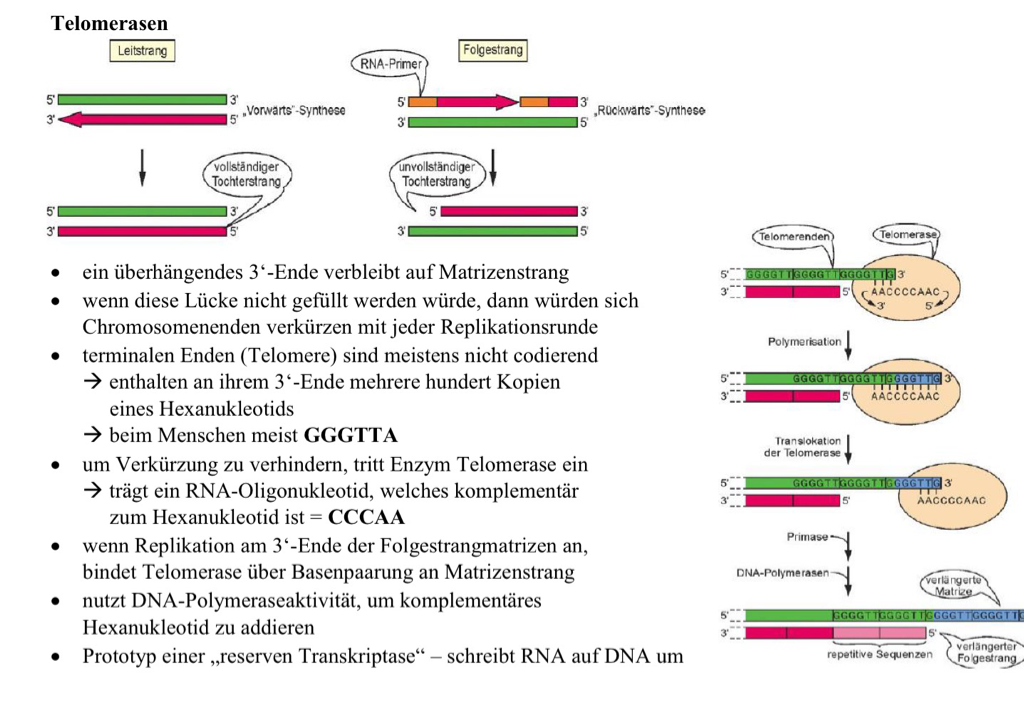 Telomerasen
Leitstrang
Folgestrang
RNA-Primer
5' 3'
3' 5'
„Vorwärts"-Synthese
5' 3'
3' 5'
„Rückwärts"-Synthese
vollständiger
Tochterstrang
unvollständiger
Tochterstrang
5' 3'
3' 5'
5' 3'
3' 5'
• ein überhängendes 3‘-Ende verbleibt auf Matrizenstrang
• wenn diese Lücke nicht gefüllt werden würde, dann würden sich
Chromosomenenden verkürzen mit jeder Replikationsrunde
• terminalen Enden (Telomere) sind meistens nicht codierend
→ enthalten an ihrem 3‘-Ende mehrere hundert Kopien
eines Hexanukleotids
→ beim Menschen meist GGGTTA
• um Verkürzung zu verhindern, tritt Enzym Telomerase ein
→ trägt ein RNA-Oligonukleotid, welches komplementär
zum Hexanukleotid ist = CCCAA
• wenn Replikation am 3‘-Ende der Folgestrangmatrizen an,
bindet Telomerase über Basenpaarung an Matrizenstrang
• nutzt DNA-Polymeraseaktivität, um komplementäres
Hexanukleotid zu addieren
• Prototyp einer „reserven Transkriptase“ – schreibt RNA auf DNA um
Telomerenden
Telomerase
5' GGGGTTGGGGTTGGGGTTG 3'
3' 5' AACCCCAAC
3' 5'
Polymerisation
5' GGGGTTGGGGTTGGGGTTG 3'
3' 5' AACCCCAAC
Translokation
der Telomerase
5' GGGGTTGGGGTTGGGGTTG 3'
3' 5' AACCCCAAC
Primase
DNA-Polymerasen
verlängerte
Matrize
5' GGGGTTGGGGTTGGGGTTGGGGTTG
3' 5'
repetitive Sequenzen
verlängerter
Folgestrang